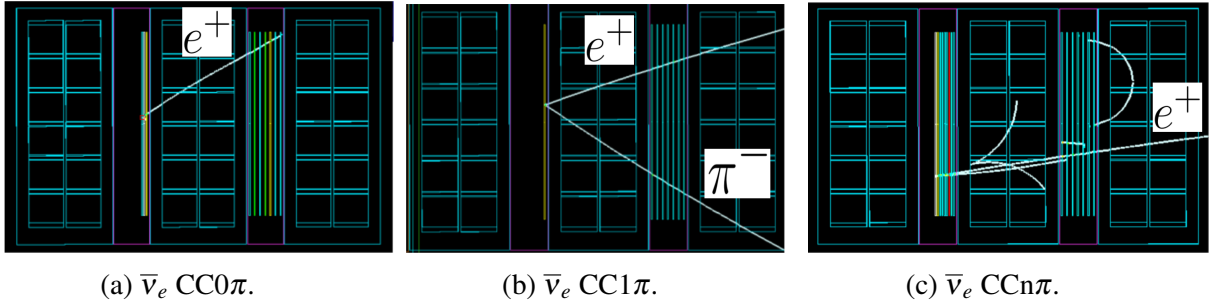 e⁺
e⁺
π⁻
e⁺
(a) ν̅ₑ CC0π.
(b) ν̅ₑ CC1π.
(c) ν̅ₑ CCnπ.